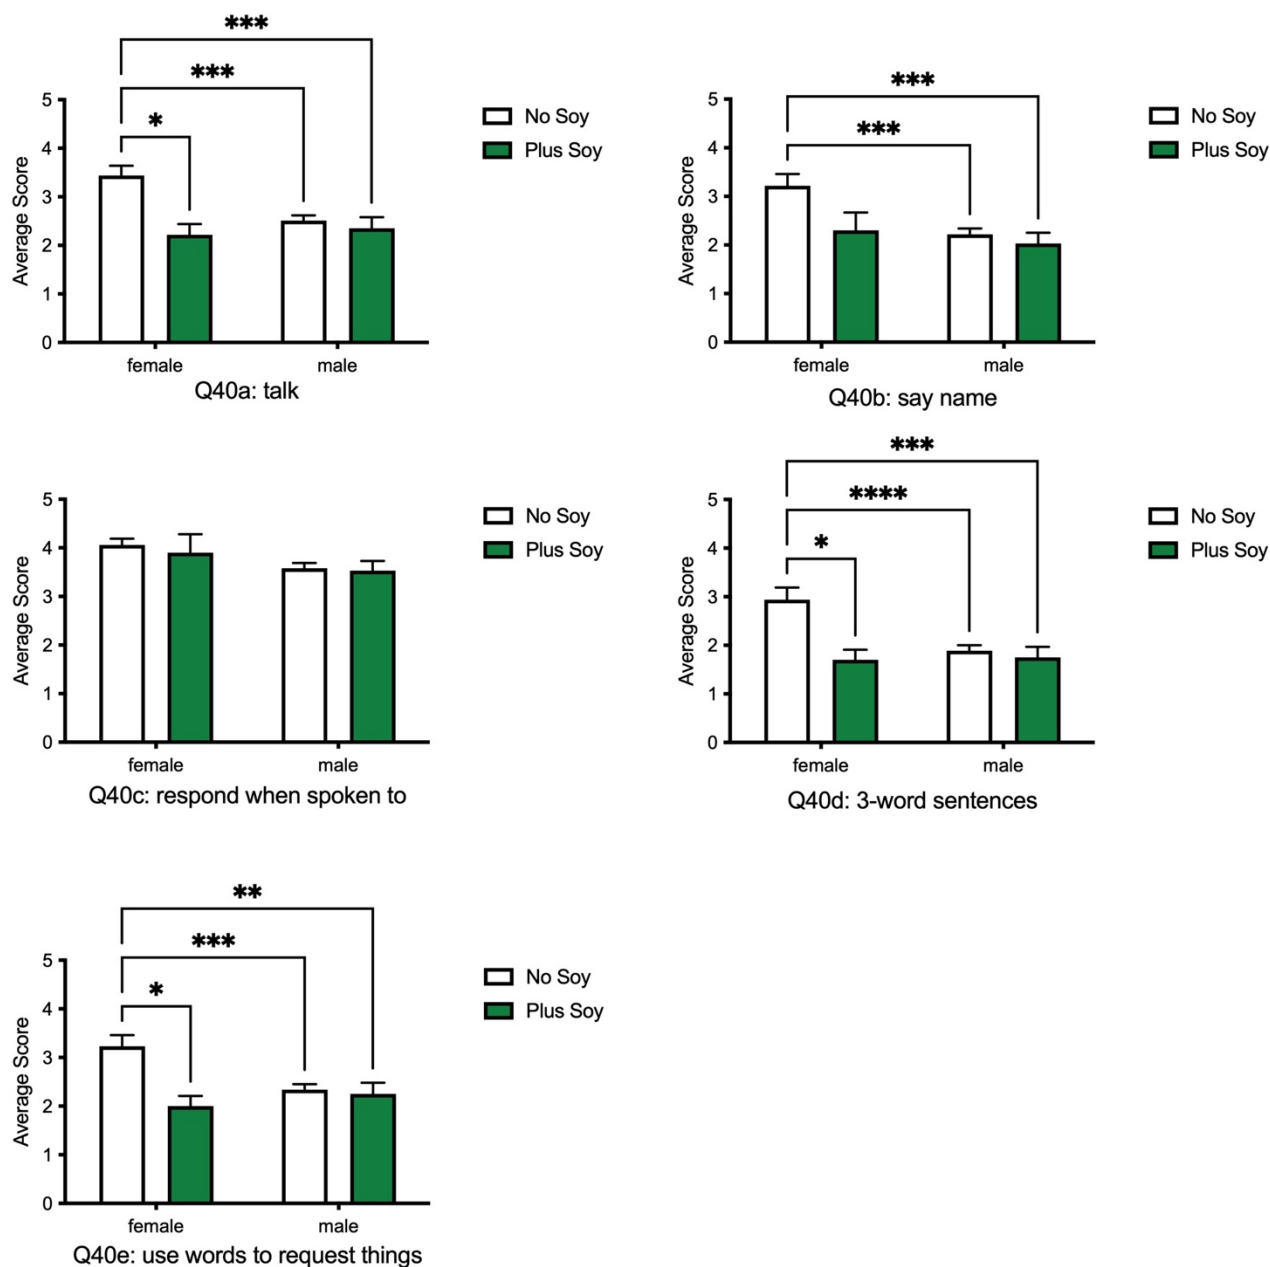 ***
***
*
5
4
3
2
1
0
Average Score
female
male
Q40a: talk
No Soy
Plus Soy
***
***
5
4
3
2
1
0
Average Score
female
male
Q40b: say name
No Soy
Plus Soy
5
4
3
2
1
0
Average Score
female
male
Q40c: respond when spoken to
No Soy
Plus Soy
***
****
*
5
4
3
2
1
0
Average Score
female
male
Q40d: 3-word sentences
No Soy
Plus Soy
**
***
*
5
4
3
2
1
0
Average Score
female
male
Q40e: use words to request things
No Soy
Plus Soy